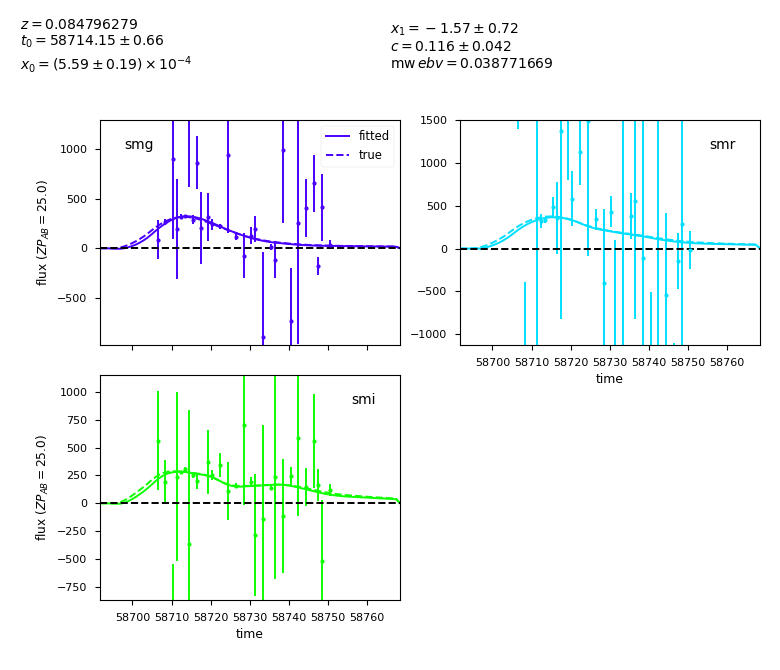 z = 0.084796279
t₀ = 58714.15 ± 0.66
x₀ = (5.59 ± 0.19) × 10⁻⁴
x₁ = −1.57 ± 0.72
c = 0.116 ± 0.042
mw ebv = 0.038771669
smg
fitted
true
1000
500
0
−500
flux (ZP_AB = 25.0)
smr
1500
1000
500
0
−500
−1000
58700 58710 58720 58730 58740 58750 58760
time
smi
1000
750
500
250
0
−250
−500
−750
flux (ZP_AB = 25.0)
58700 58710 58720 58730 58740 58750 58760
time